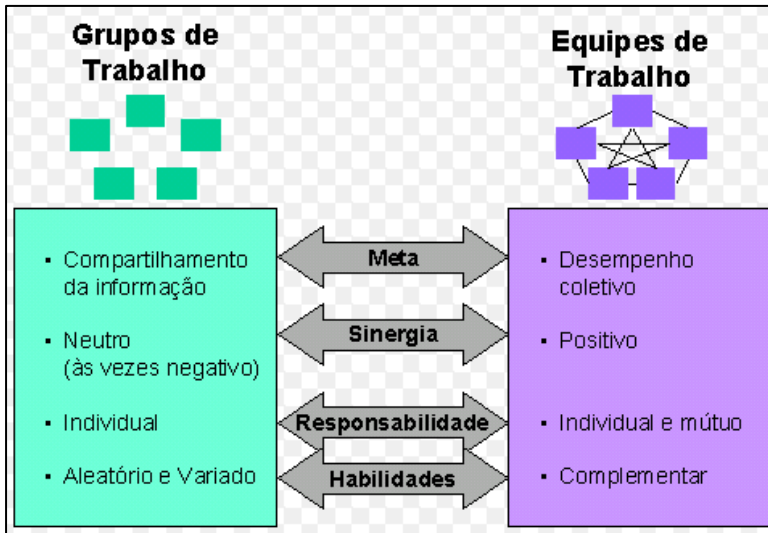 Grupos de
Trabalho
Equipes de
Trabalho
▪ Compartilhamento
da informação
Meta
▪ Desempenho
coletivo
▪ Neutro
(às vezes negativo)
Sinergia
▪ Positivo
▪ Individual
Responsabilidade
▪ Individual e mútuo
▪ Aleatório e Variado
Habilidades
▪ Complementar